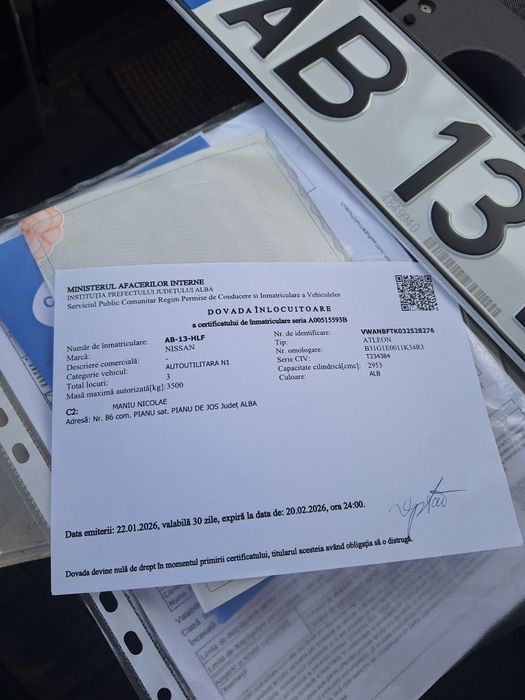 AB 13
4849940
MINISTERUL AFACERILOR INTERNE
INSTITUȚIA PREFECTULUI JUDEȚULUI ALBA
Serviciul Public Comunitar Regim Permise de Conducere si Inmatriculare a Vehiculelor
DOVADA ÎNLOCUITOARE
a certificatului de înmatriculare seria A00515593B
Număr de înmatriculare: AB-13-HLF
Marcă: NISSAN
Descriere comercială: -
Categorie vehicul: AUTOUTILITARA N1
Total locuri: 3
Masă maximă autorizată[kg]: 3500
Nr. de identificare: VWANBFTK032528276
Tip: ATLEON
Nr. omologare: B31G1E0011K34R3
Serie CIV: T234384
Capacitate cilindrică[cmc]: 2953
Culoare: ALB
C2: MANIU NICOLAE
Adresă: Nr. 86 com. PIANU sat. PIANU DE JOS Județ ALBA
Data emiterii: 22.01.2026, valabilă 30 zile, expiră la data de: 20.02.2026, ora 24:00.
Dovada devine nulă de drept în momentul primirii certificatului, titularul acesteia având obligația să o distrugă.